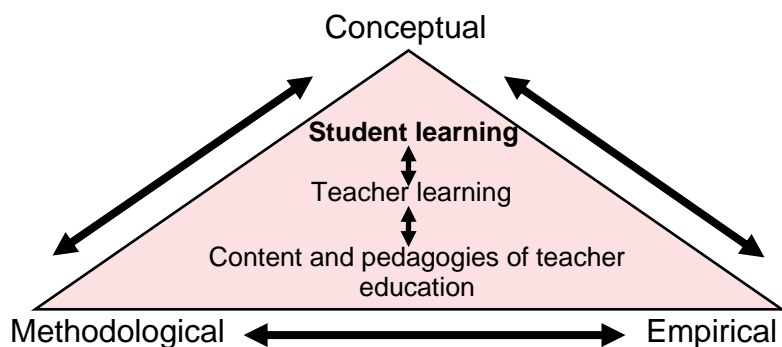 Conceptual
Student learning
Teacher learning
Content and pedagogies of teacher
education
Methodological
Empirical